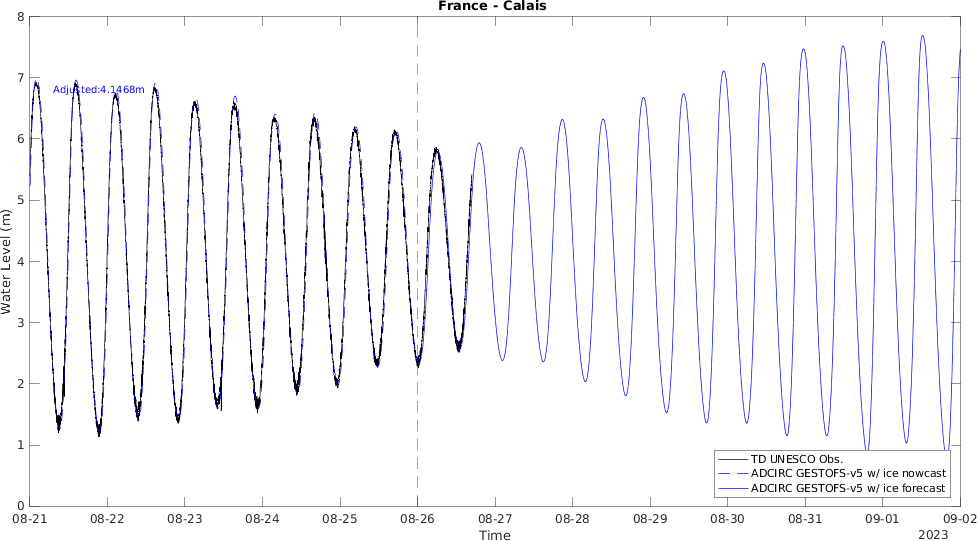 France - Calais
8
7
6
5
4
3
2
1
0
Water Level (m)
Adjusted:4.1468m
TD UNESCO Obs.
ADCIRC GESTOFS-v5 w/ ice nowcast
ADCIRC GESTOFS-v5 w/ ice forecast
08-21 08-22 08-23 08-24 08-25 08-26 08-27 08-28 08-29 08-30 08-31 09-01 09-02
Time
2023